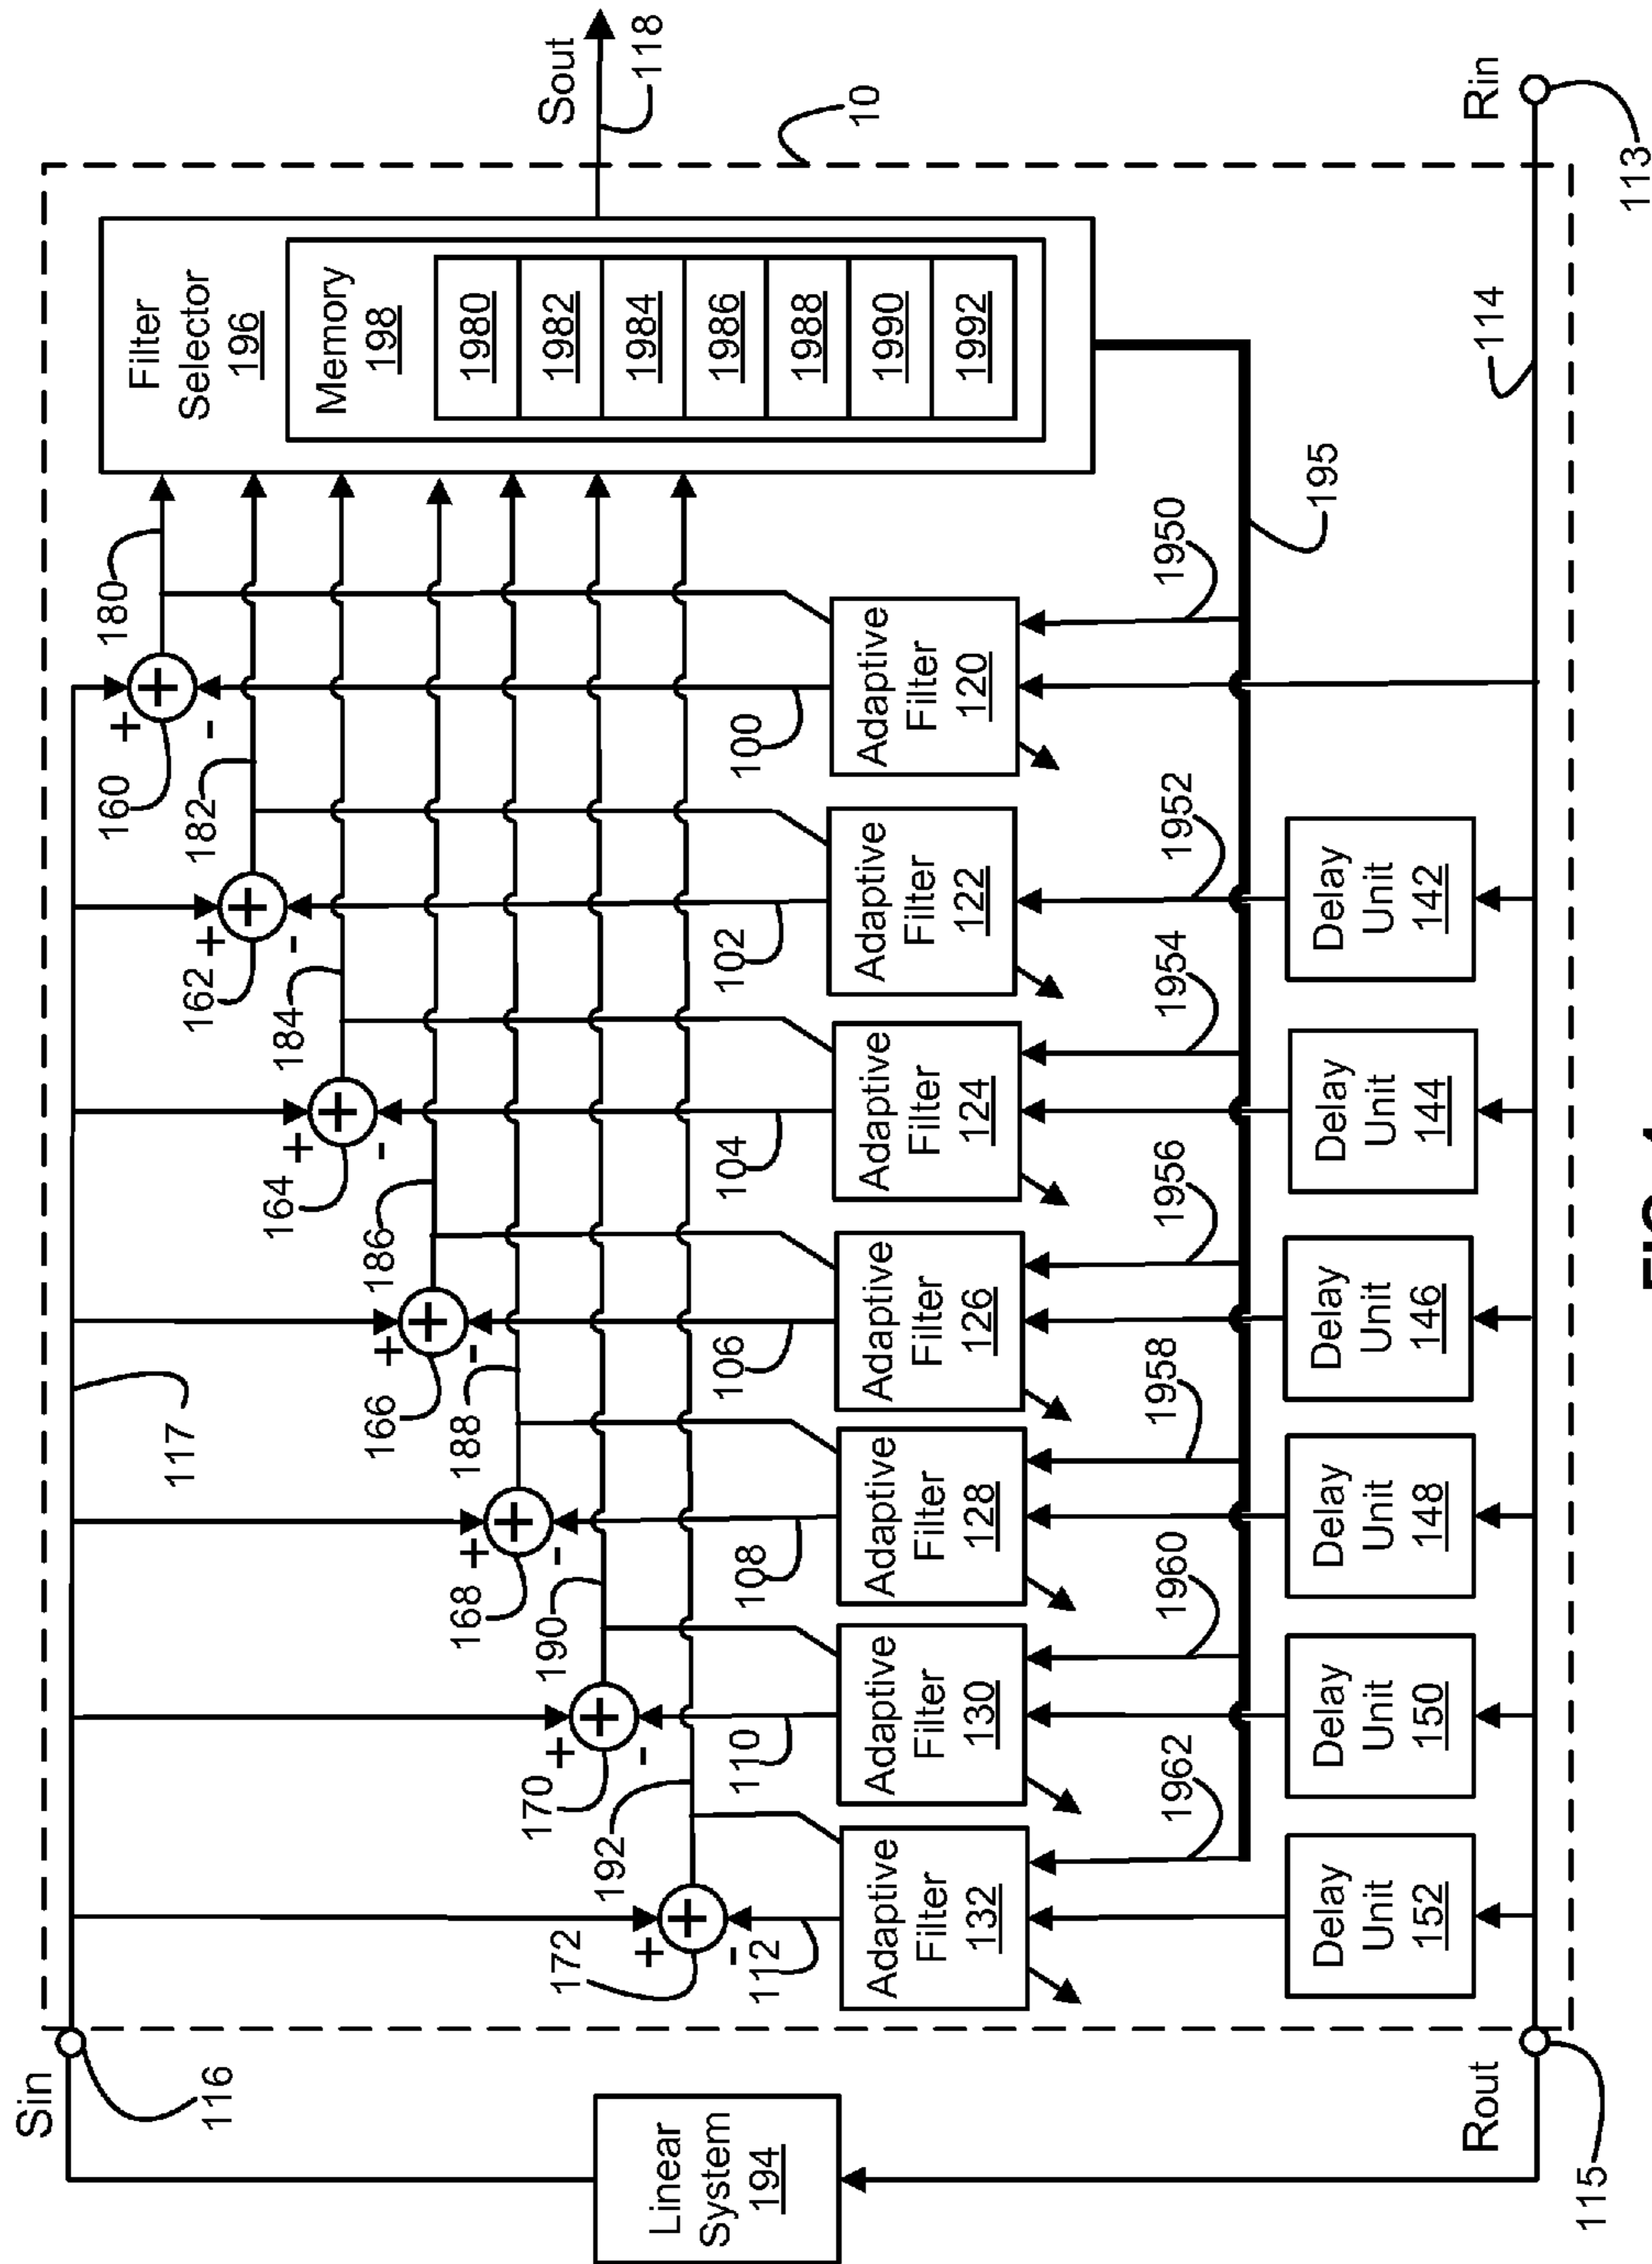 Sin
116
117
180
10
Sout
118
160
+
-
182
162
+
-
184
164
+
-
186
166
+
-
188
168
+
-
190
170
+
-
192
172
+
-
Filter
Selector
196
Memory
198
1980
1982
1984
1986
1988
1990
1992
Linear
System
194
112
110
108
106
104
102
100
Adaptive
Filter
132
Adaptive
Filter
130
Adaptive
Filter
128
Adaptive
Filter
126
Adaptive
Filter
124
Adaptive
Filter
122
Adaptive
Filter
120
1962
1960
1958
1956
1954
1952
1950
195
Delay
Unit
152
Delay
Unit
150
Delay
Unit
148
Delay
Unit
146
Delay
Unit
144
Delay
Unit
142
Rout
115
114
Rin
113